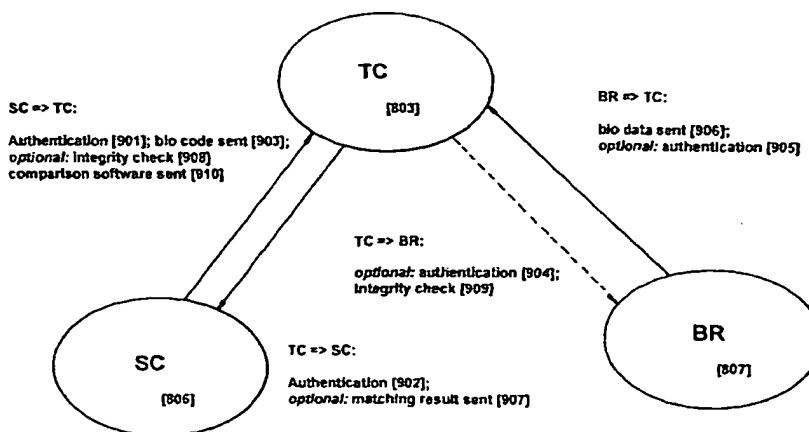 TC
[803]
SC => TC:
Authentication [901]; bio code sent [903];
optional: integrity check [908]
comparison software sent [910]
BR => TC:
bio data sent [906];
optional: authentication [905]
TC => BR:
optional: authentication [904];
integrity check [909]
SC
[806]
TC => SC:
Authentication [902];
optional: matching result sent [907]
BR
[807]